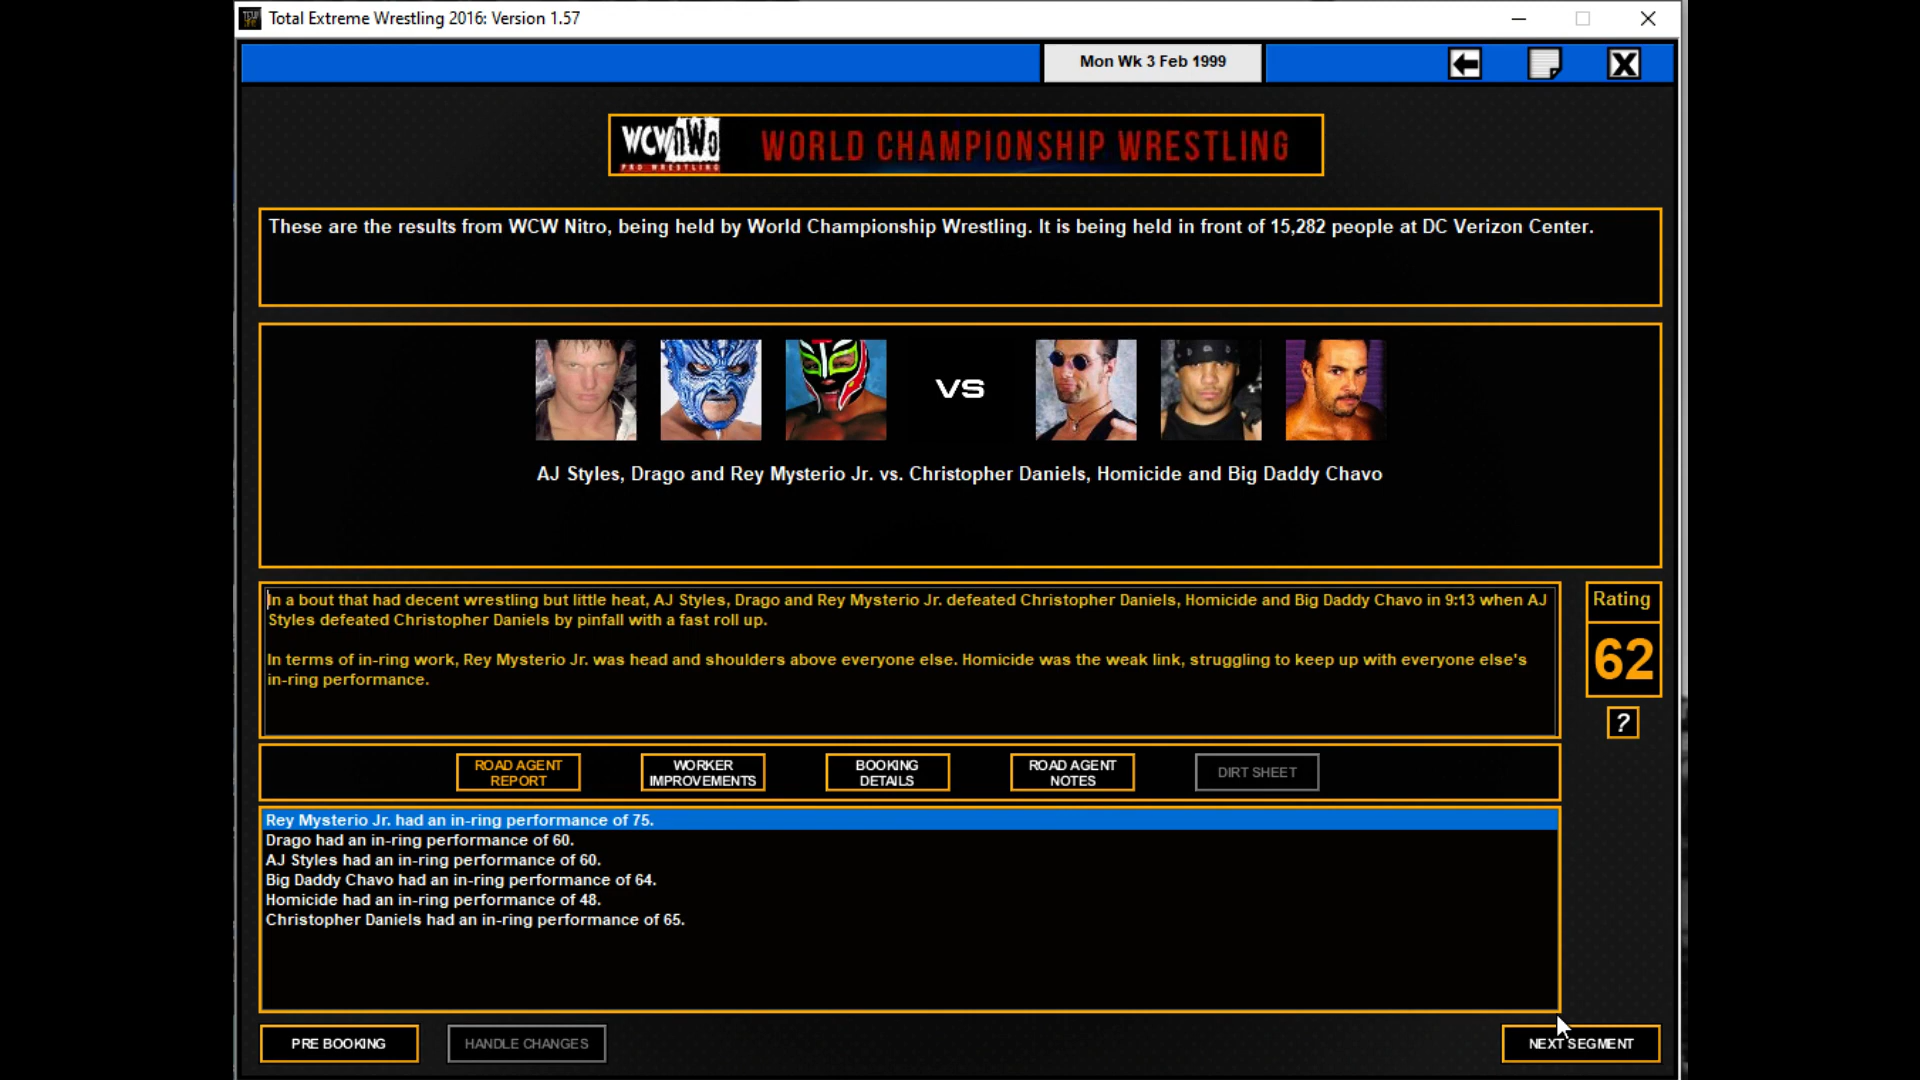 Total Extreme Wrestling 2016: Version 1.57
Mon Wk 3 Feb 1999
WCW nWo
PRO WRESTLING
WORLD CHAMPIONSHIP WRESTLING
These are the results from WCW Nitro, being held by World Championship Wrestling. It is being held in front of 15,282 people at DC Verizon Center.
VS
AJ Styles, Drago and Rey Mysterio Jr. vs. Christopher Daniels, Homicide and Big Daddy Chavo
In a bout that had decent wrestling but little heat, AJ Styles, Drago and Rey Mysterio Jr. defeated Christopher Daniels, Homicide and Big Daddy Chavo in 9:13 when AJ
Styles defeated Christopher Daniels by pinfall with a fast roll up.
In terms of in-ring work, Rey Mysterio Jr. was head and shoulders above everyone else. Homicide was the weak link, struggling to keep up with everyone else's
in-ring performance.
Rating
62
?
ROAD AGENT
REPORT
WORKER
IMPROVEMENTS
BOOKING
DETAILS
ROAD AGENT
NOTES
DIRT SHEET
Rey Mysterio Jr. had an in-ring performance of 75.
Drago had an in-ring performance of 60.
AJ Styles had an in-ring performance of 60.
Big Daddy Chavo had an in-ring performance of 64.
Homicide had an in-ring performance of 48.
Christopher Daniels had an in-ring performance of 65.
PRE BOOKING
HANDLE CHANGES
NEXT SEGMENT